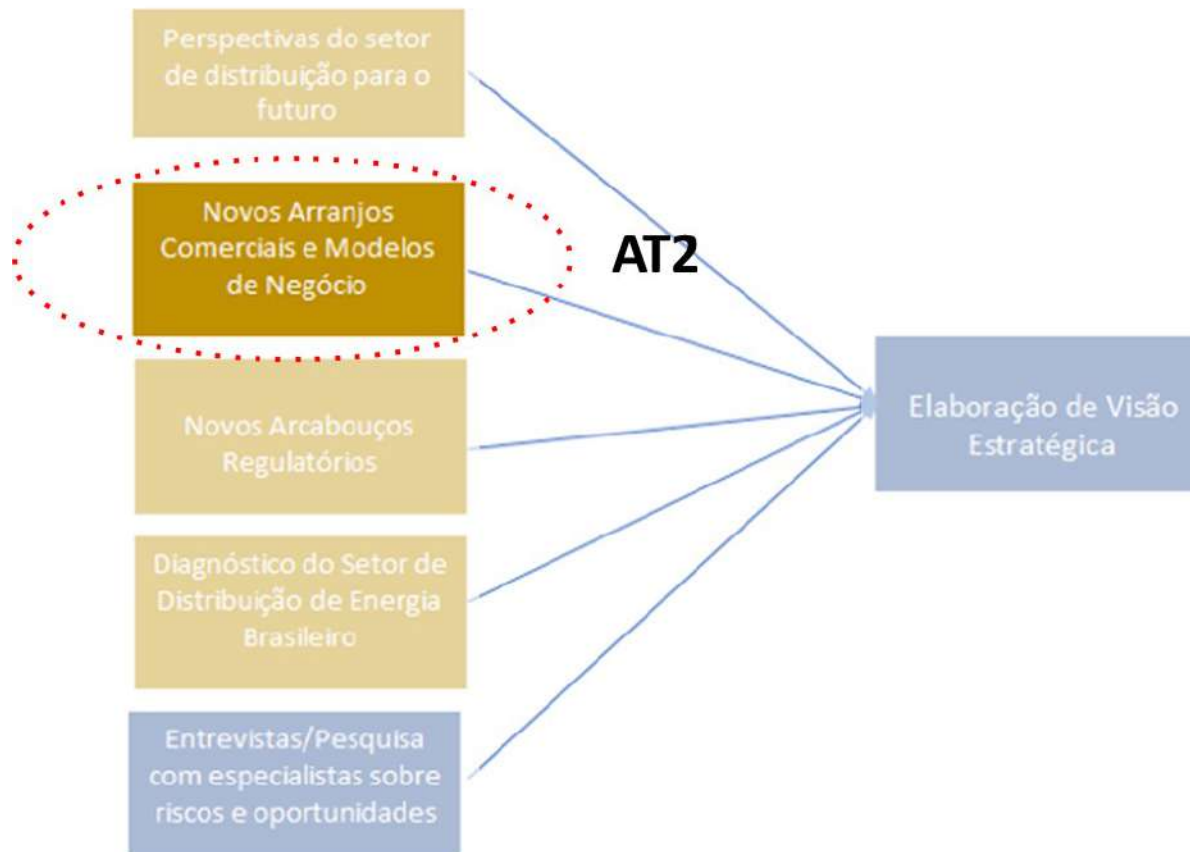 Perspectivas do setor
de distribuição para o
futuro
Novos Arranjos
Comerciais e Modelos
de Negócio
AT2
Novos Arcabouços
Regulatórios
Diagnóstico do Setor de
Distribuição de Energia
Brasileiro
Entrevistas/Pesquisa
com especialistas sobre
riscos e oportunidades
Elaboração de Visão
Estratégica